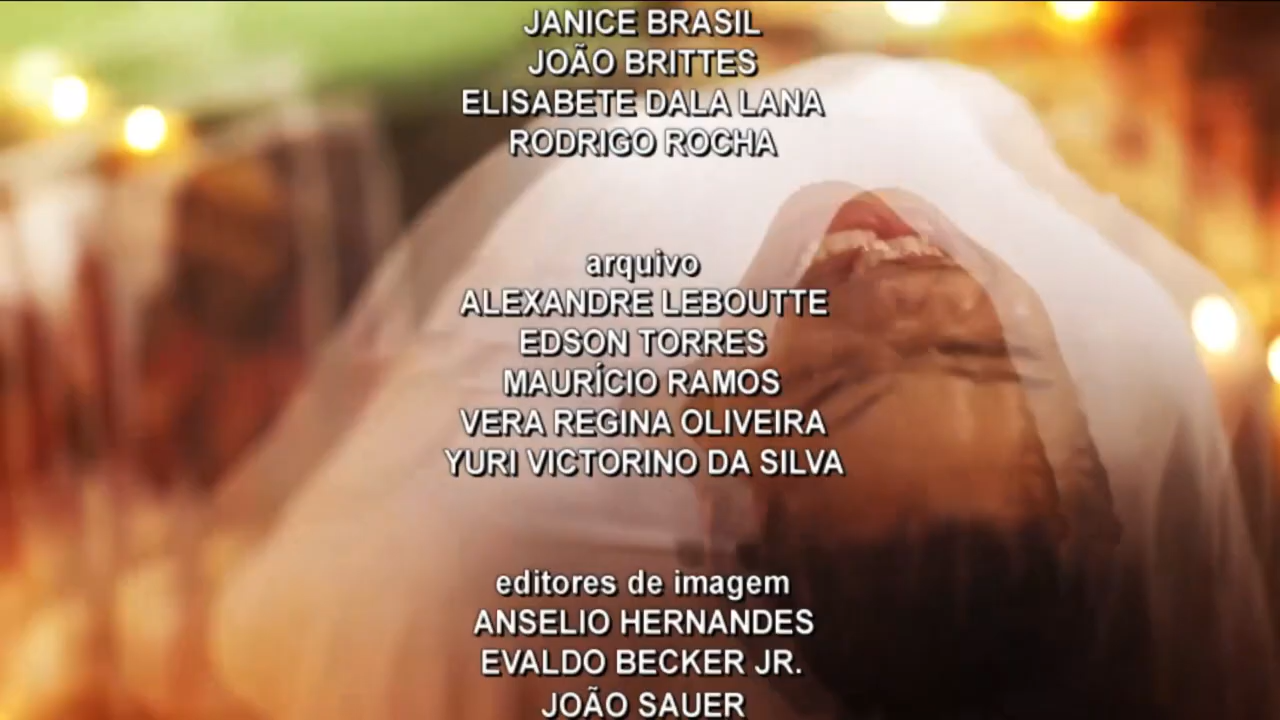 JANICE BRASIL
JOÃO BRITTES
ELISABETE DALA LANA
RODRIGO ROCHA
arquivo
ALEXANDRE LEBOUTTE
EDSON TORRES
MAURÍCIO RAMOS
VERA REGINA OLIVEIRA
YURI VICTORINO DA SILVA
editores de imagem
ANSELIO HERNANDES
EVALDO BECKER JR.
JOÃO SAUER